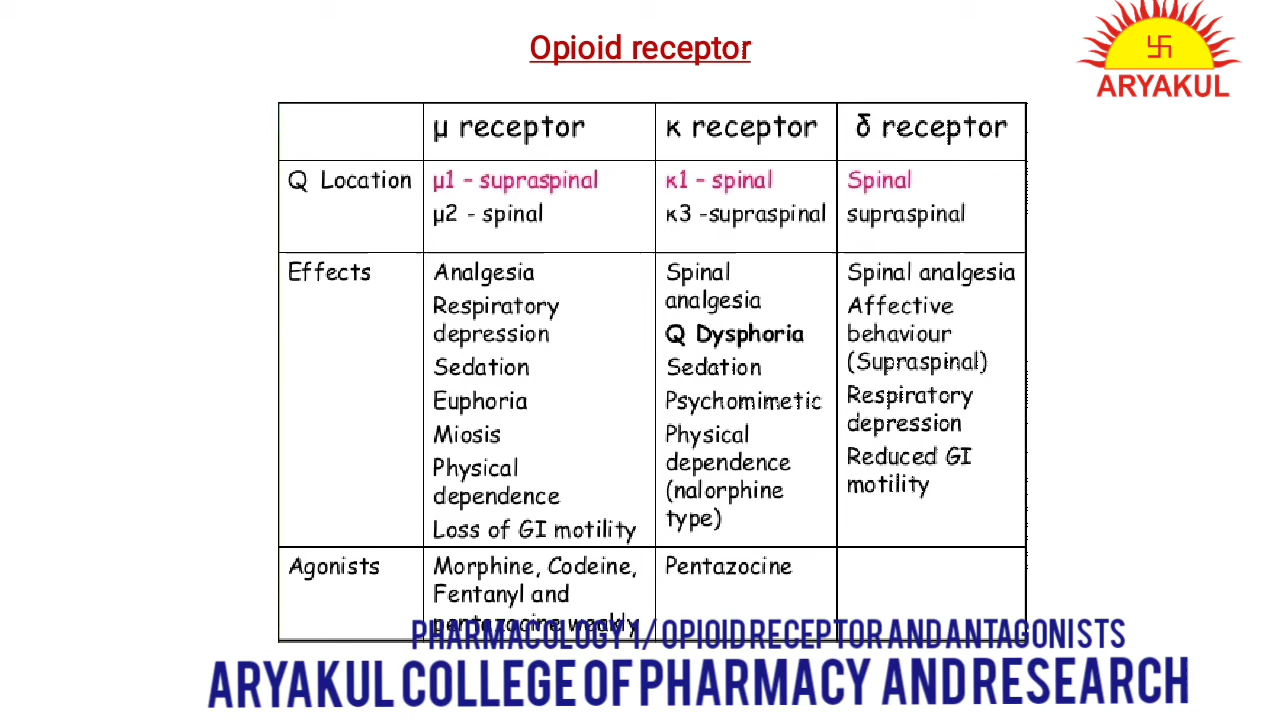 Opioid receptor
ARYAKUL
μ receptor
κ receptor
δ receptor
Q Location
μ1 - supraspinal
μ2 - spinal
κ1 - spinal
κ3 -supraspinal
Spinal
supraspinal
Effects
Analgesia
Respiratory
depression
Sedation
Euphoria
Miosis
Physical
dependence
Loss of GI motility
Spinal
analgesia
Q Dysphoria
Sedation
Psychomimetic
Physical
dependence
(nalorphine
type)
Spinal analgesia
Affective
behaviour
(Supraspinal)
Respiratory
depression
Reduced GI
motility
Agonists
Morphine, Codeine,
Fentanyl and
pentazocine weakly
Pentazocine
PHARMACOLOGY 1/ OPIOID RECEPTOR AND ANTAGONISTS
ARYAKUL COLLEGE OF PHARMACY AND RESEARCH